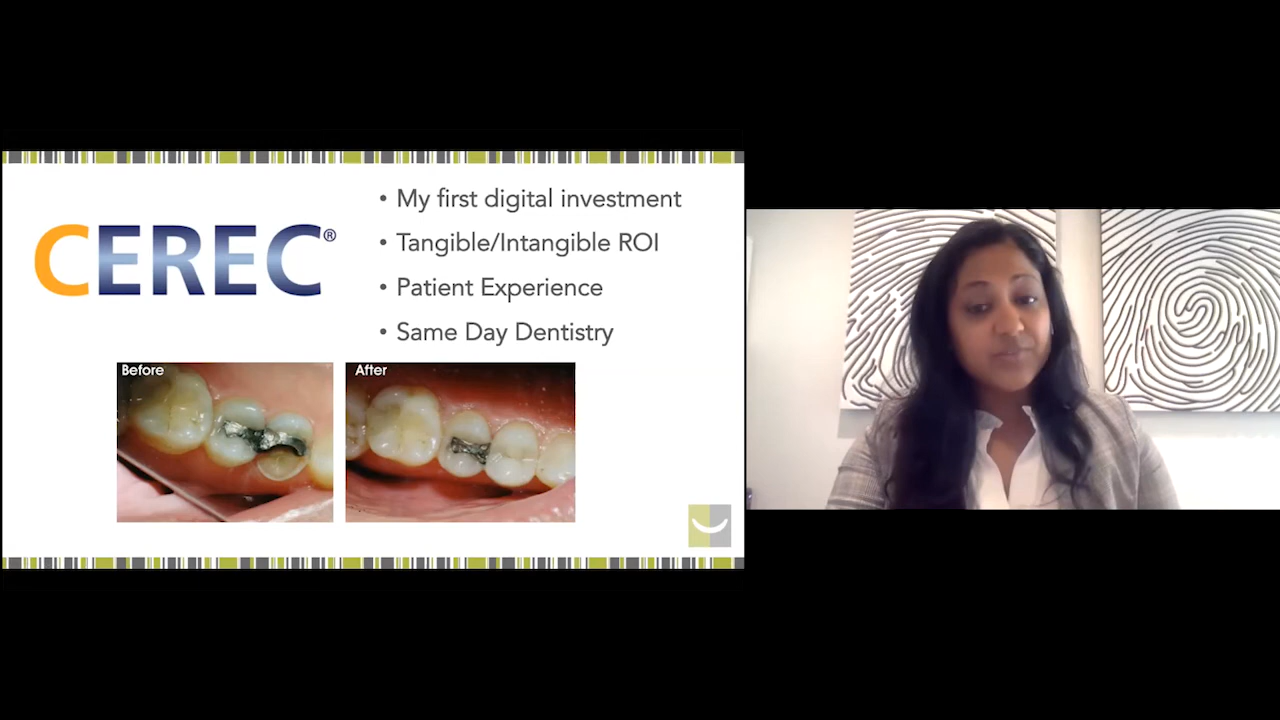 CEREC®
• My first digital investment
• Tangible/Intangible ROI
• Patient Experience
• Same Day Dentistry
Before
After